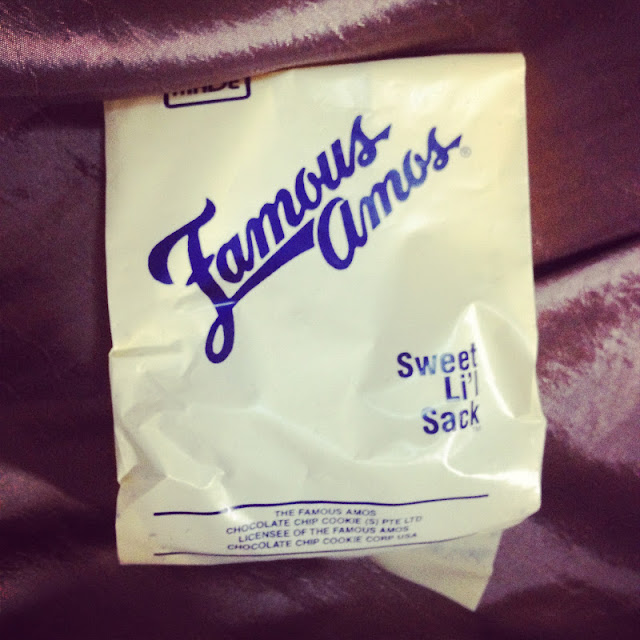 MADE
Famous
Amos®
Sweet
Li'l
Sack
THE FAMOUS AMOS
CHOCOLATE CHIP COOKIE (S) PTE LTD
LICENSEE OF THE FAMOUS AMOS
CHOCOLATE CHIP COOKIE CORP USA